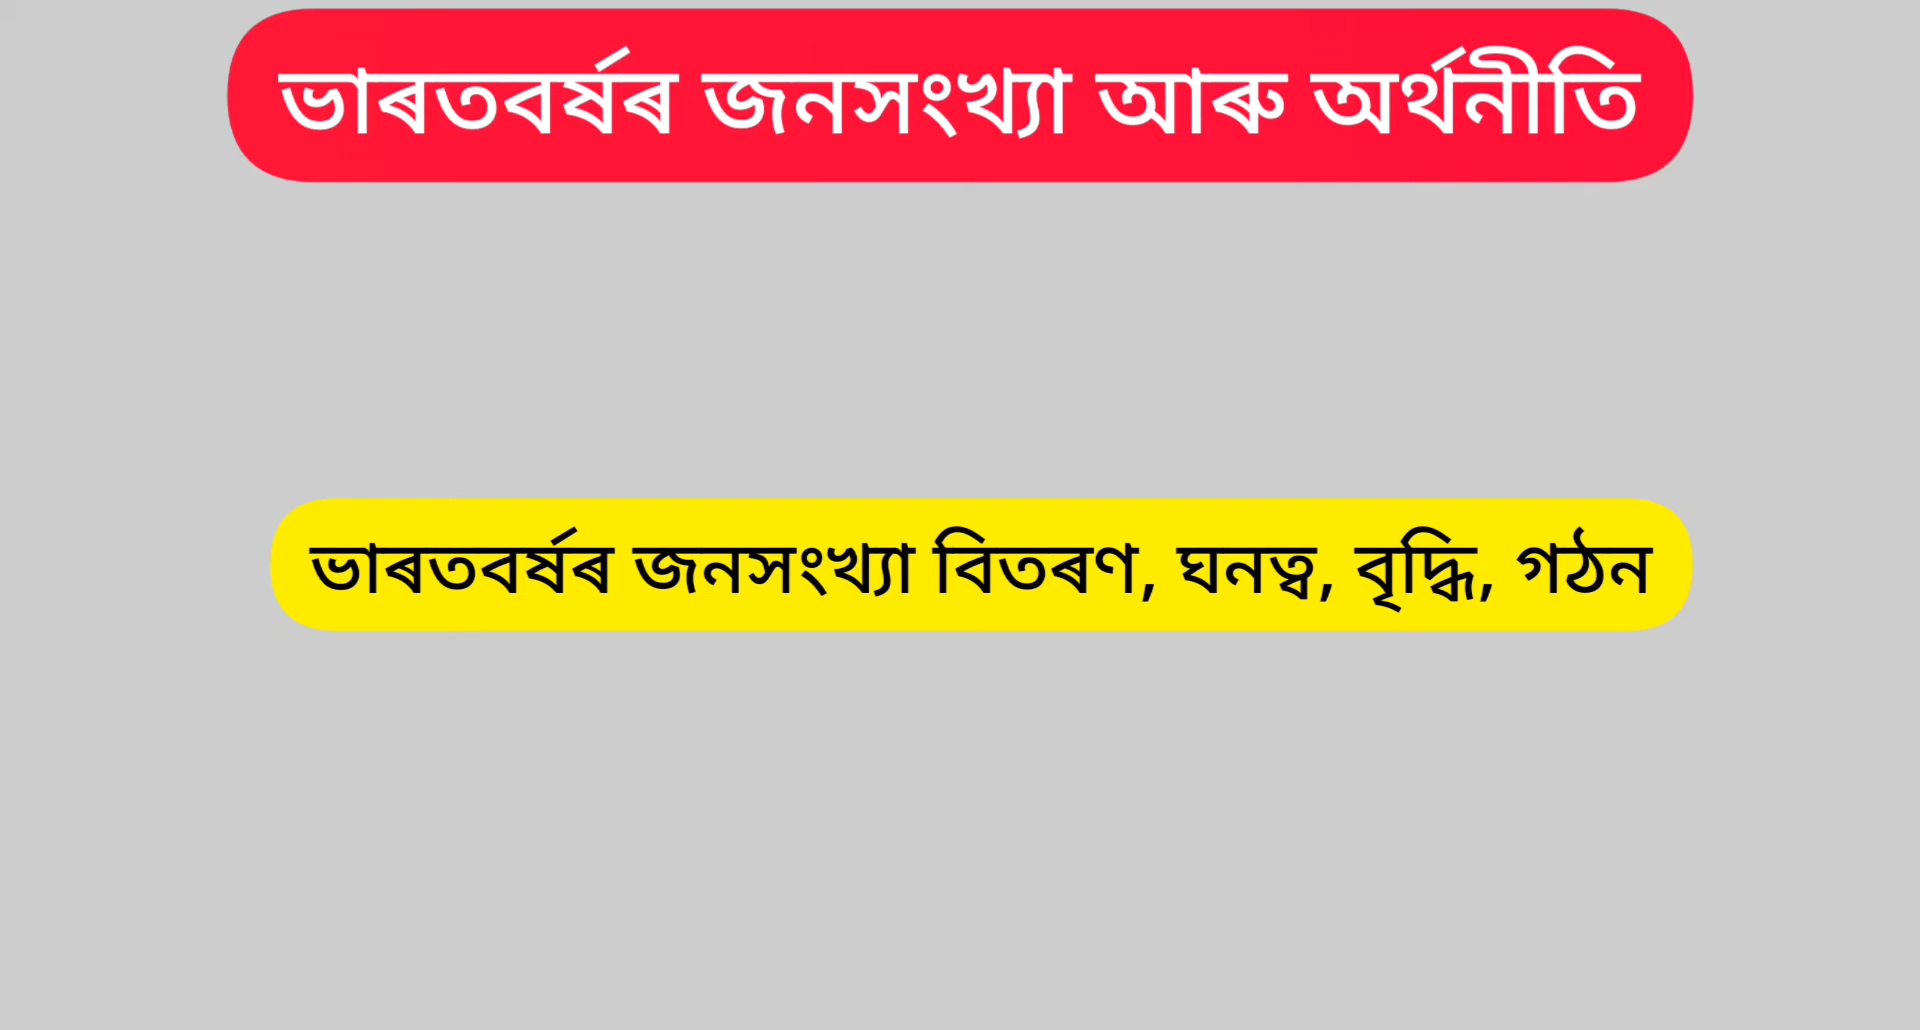 ভাৰতবৰ্ষৰ জনসংখ্যা আৰু অৰ্থনীতি
ভাৰতবৰ্ষৰ জনসংখ্যা বিতৰণ, ঘনত্ব, বৃদ্ধি, গঠন